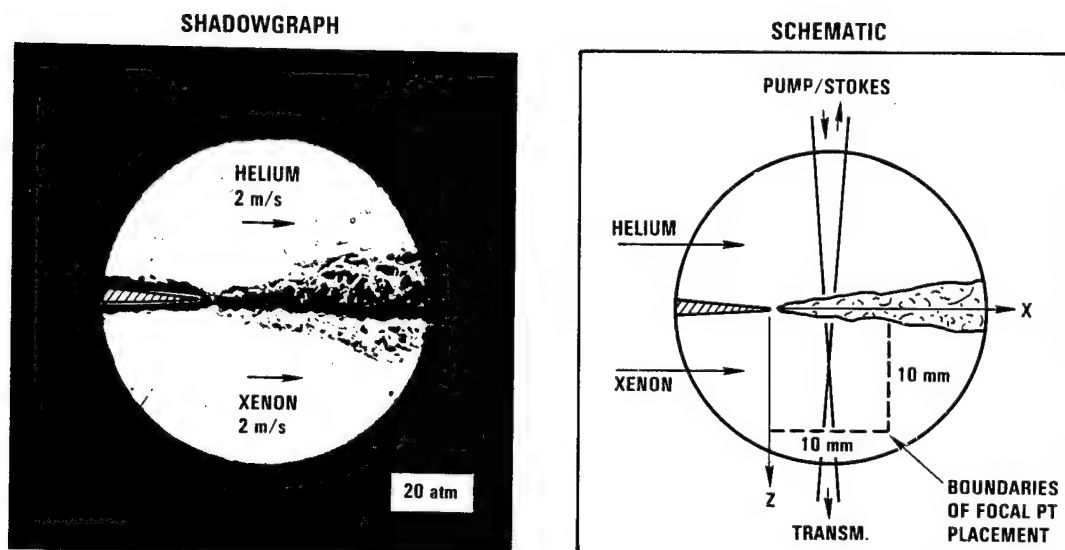 SHADOWGRAPH
HELIUM
2 m/s
XENON
2 m/s
20 atm
SCHEMATIC
PUMP/STOKES
HELIUM
X
XENON
10 mm
10 mm
Z
TRANSM.
BOUNDARIES
OF FOCAL PT
PLACEMENT